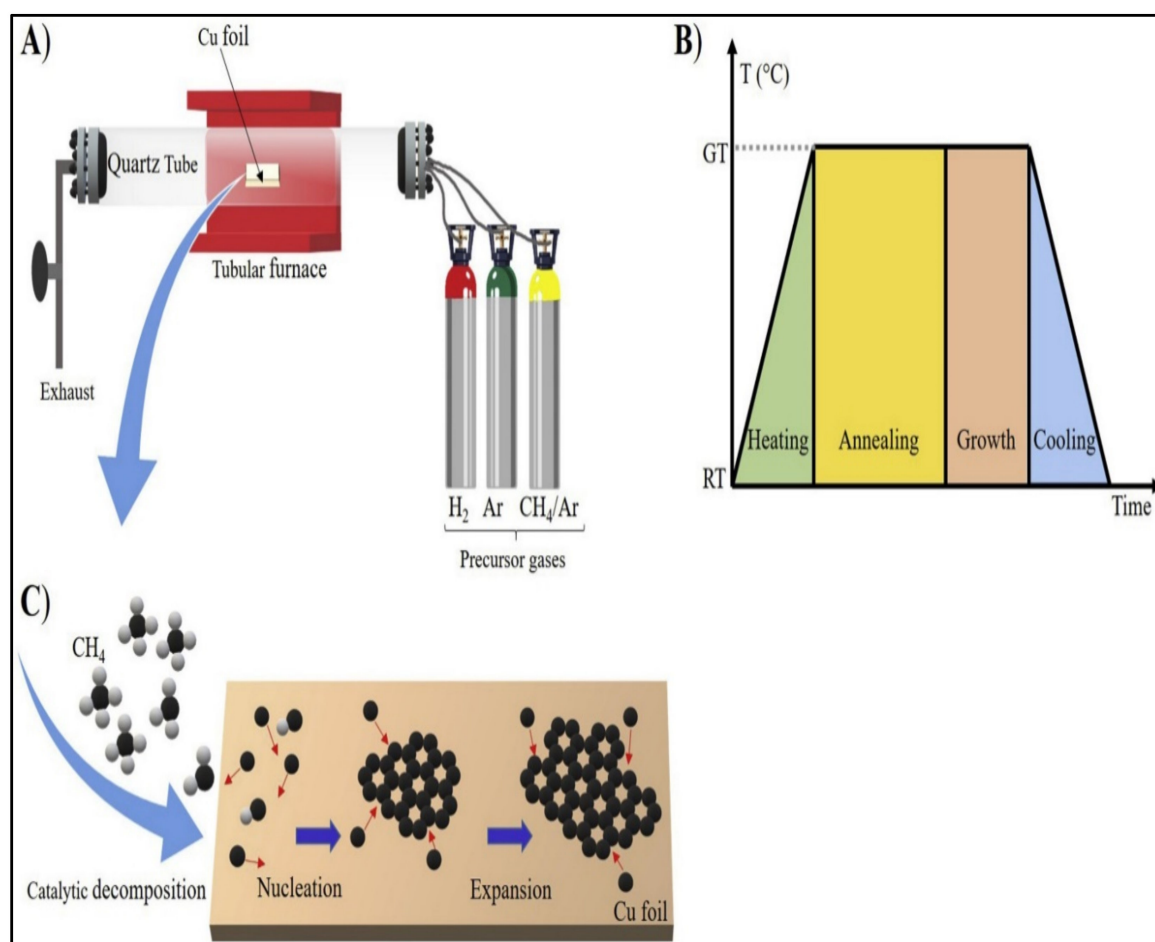 A)
Cu foil
Quartz Tube
Tubular furnace
Exhaust
H₂ Ar CH₄/Ar
Precursor gases
B)
T (°C)
GT
Heating Annealing Growth Cooling
RT
Time
C)
CH₄
Catalytic decomposition
Nucleation
Expansion
Cu foil